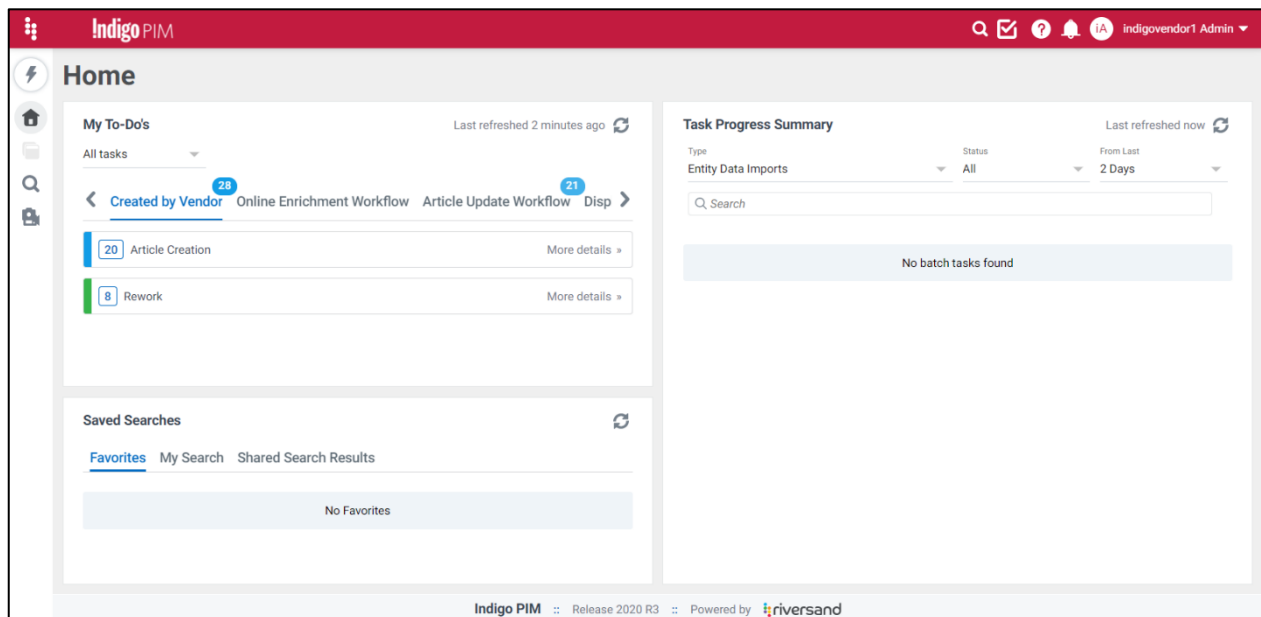 Indigo PIM
iA indigovendor1 Admin
Home
My To-Do's
Last refreshed 2 minutes ago
All tasks
28
21
Created by Vendor Online Enrichment Workflow Article Update Workflow Disp
20 Article Creation More details »
8 Rework More details »
Saved Searches
Favorites My Search Shared Search Results
No Favorites
Task Progress Summary
Last refreshed now
Type Status From Last
Entity Data Imports All 2 Days
Search
No batch tasks found
Indigo PIM :: Release 2020 R3 :: Powered by riversand